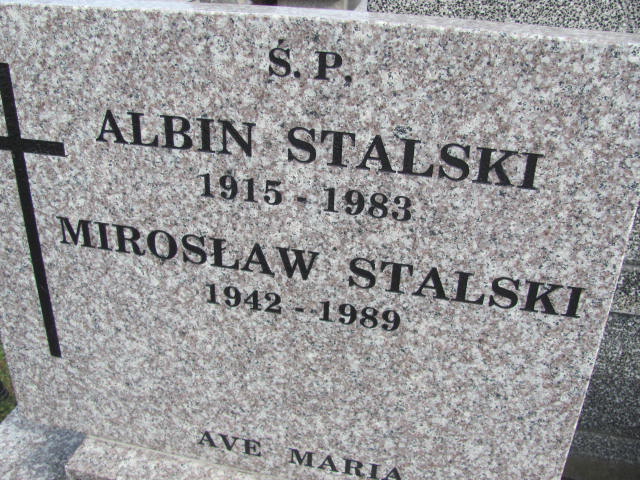 Ś. P.
ALBIN STALSKI
1915 - 1983
MIROSŁAW STALSKI
1942 - 1989
AVE MARIA